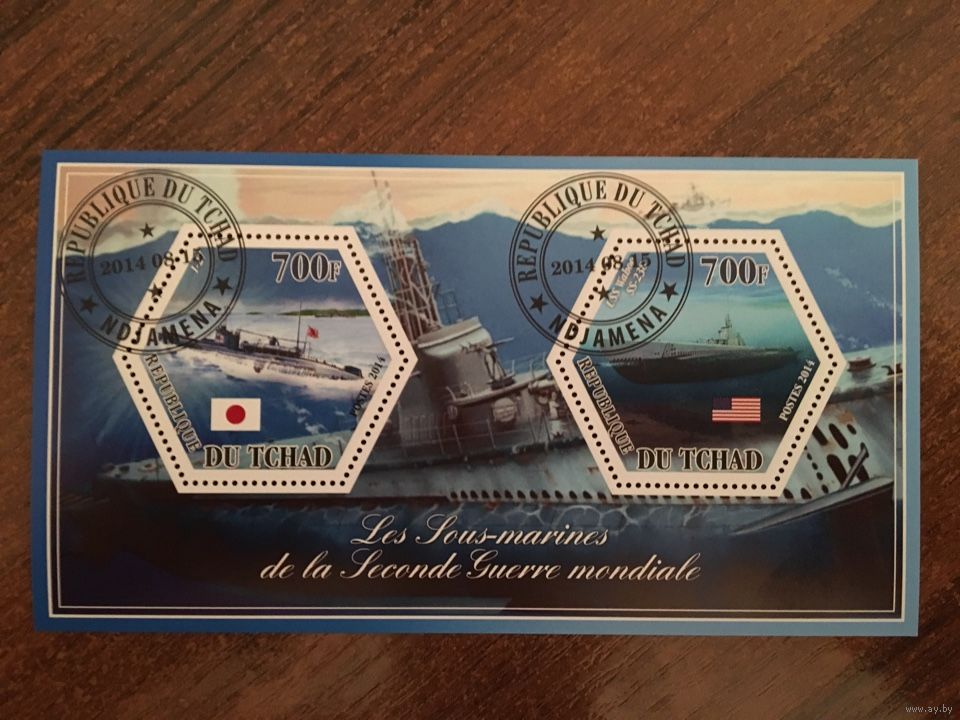 REPUBLIQUE DU TCHAD
2014 08 15
NDJAMENA
700F
REPUBLIQUE
DU TCHAD
POSTES 2014
REPUBLIQUE DU TCHAD
2014 08 15
NDJAMENA
700F
REPUBLIQUE
DU TCHAD
POSTES 2014
Les Sous-marines
de la Seconde Guerre mondiale
www.ay.by